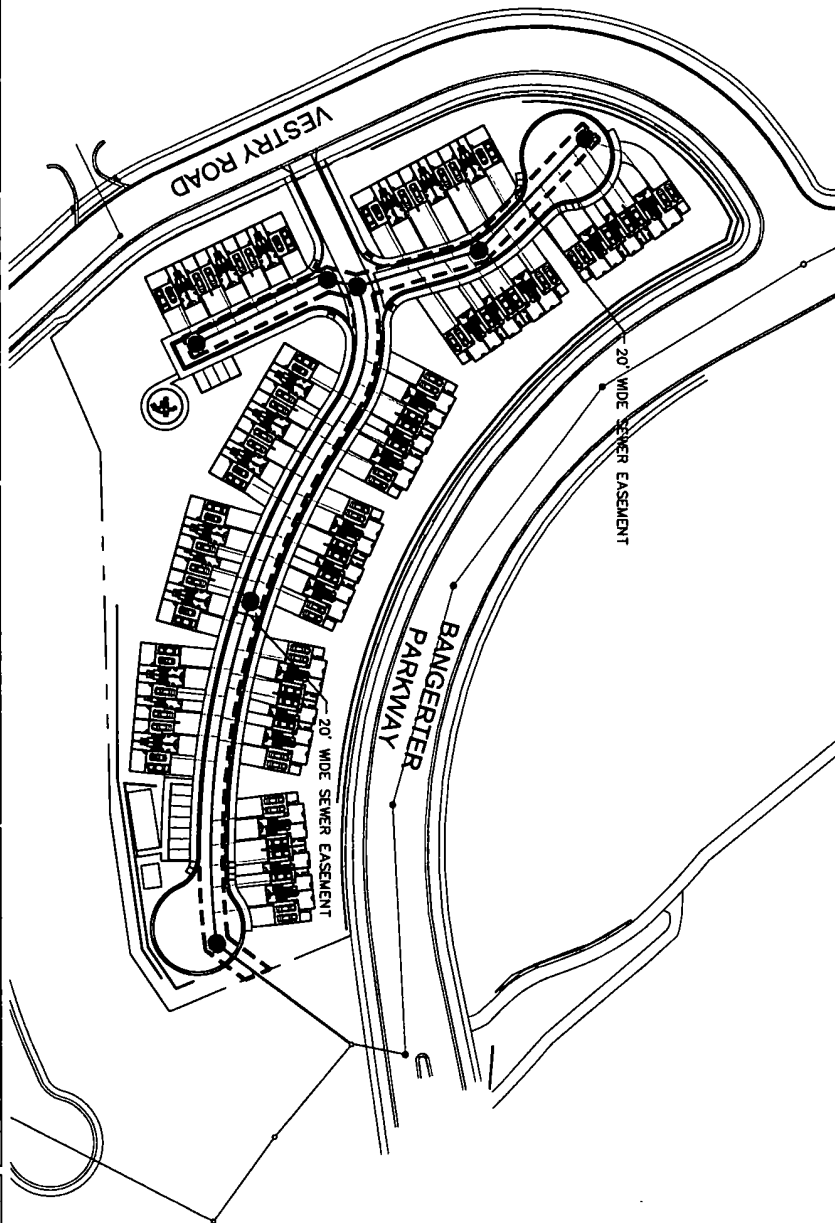 VESTRY ROAD
20' WIDE SEWER EASEMENT
BANGERTER
PARKWAY
20' WIDE SEWER EASEMENT